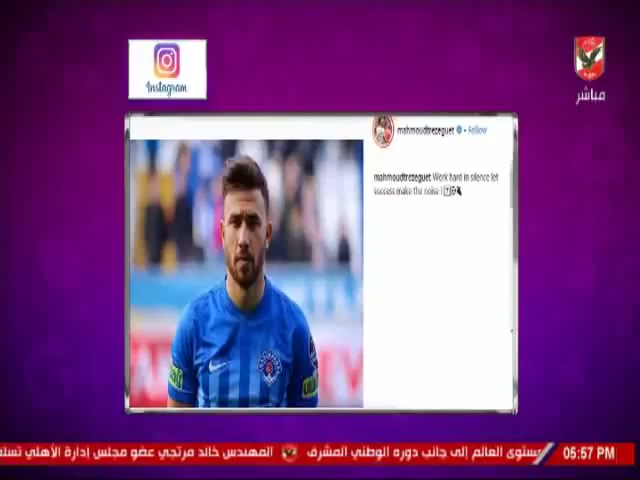 Instagram
مباشر
mahmoudtrezeguet • Follow
mahmoudtrezeguet Work hard in silence let
success make the noise !
مستوى العالم إلى جانب دوره الوطني المشرف
المهندس خالد مرتجي عضو مجلس إدارة الأهلي تسلم
05:57 PM